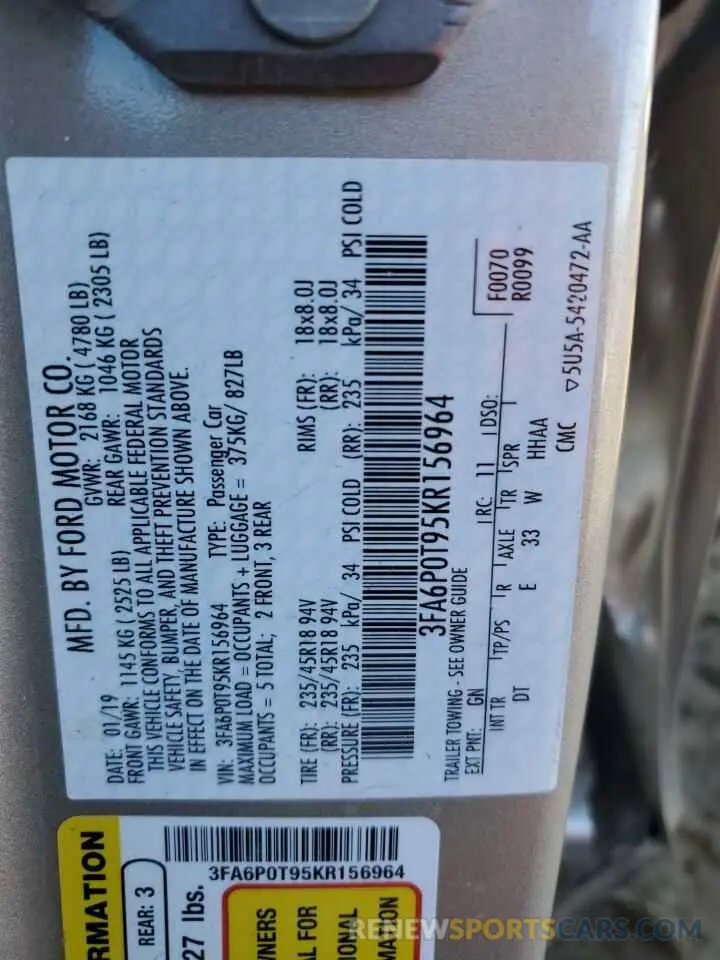 MFD. BY FORD MOTOR CO.
DATE: 01/19 GVWR: 2168 KG ( 4780 LB)
FRONT GAWR: 1145 KG ( 2525 LB) REAR GAWR: 1046 KG ( 2305 LB)
THIS VEHICLE CONFORMS TO ALL APPLICABLE FEDERAL MOTOR
VEHICLE SAFETY, BUMPER, AND THEFT PREVENTION STANDARDS
IN EFFECT ON THE DATE OF MANUFACTURE SHOWN ABOVE.
VIN: 3FA6P0T95KR156964 TYPE: Passenger Car
MAXIMUM LOAD = OCCUPANTS + LUGGAGE = 375KG/ 827LB
OCCUPANTS = 5 TOTAL; 2 FRONT, 3 REAR
TIRE (FR): 235/45R18 94V RIMS (FR): 18x8.0J
(RR): 235/45R18 94V (RR): 18x8.0J
PRESSURE (FR): 235 kPa/ 34 PSI COLD (RR): 235 kPa/ 34 PSI COLD
3FA6P0T95KR156964
TRAILER TOWING - SEE OWNER GUIDE
F0070
R0099
EXT PNT: GN RC: 11 DSO:
INT TR TP/PS R AXLE TR SPR
DT E 33 W HHAA
CMC ▽5U5A-5420472-AA
RMATION
REAR: 3
27 lbs.
3FA6P0T95KR156964
NERS
AL FOR
IONAL
MATION
RENEWSPORTSCARS.COM